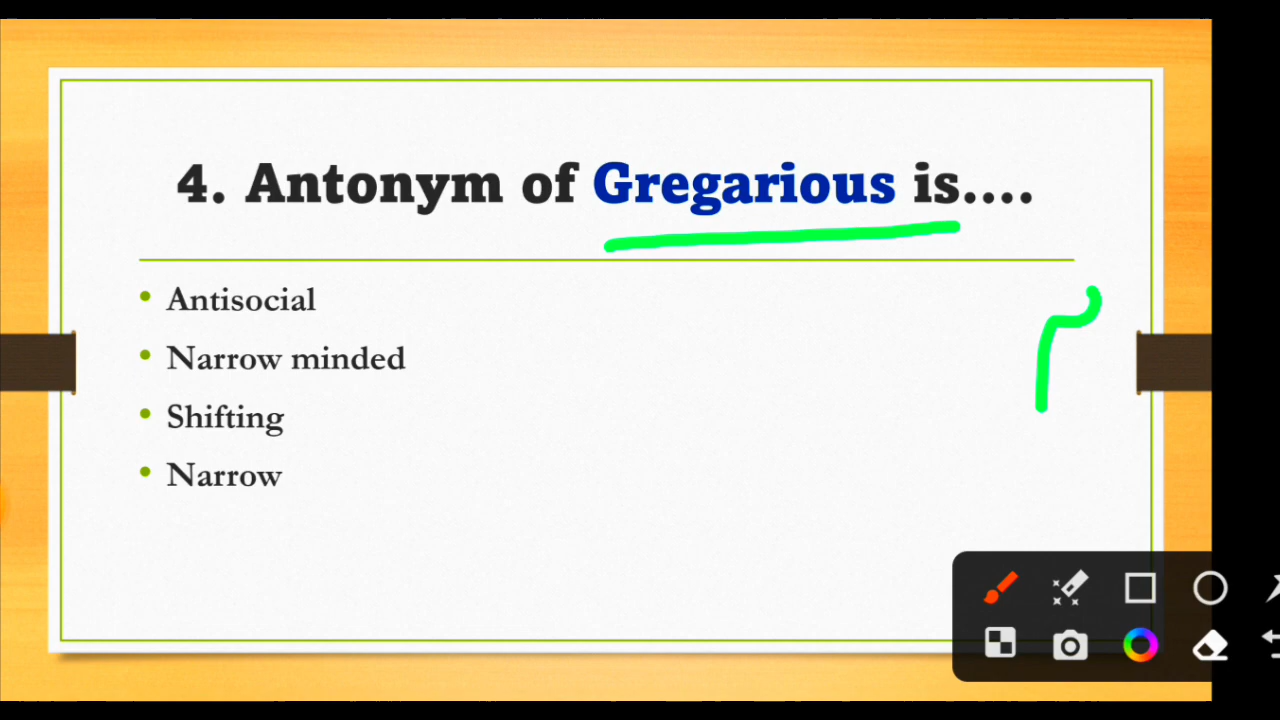 4. Antonym of Gregarious is....
• Antisocial
• Narrow minded
• Shifting
• Narrow